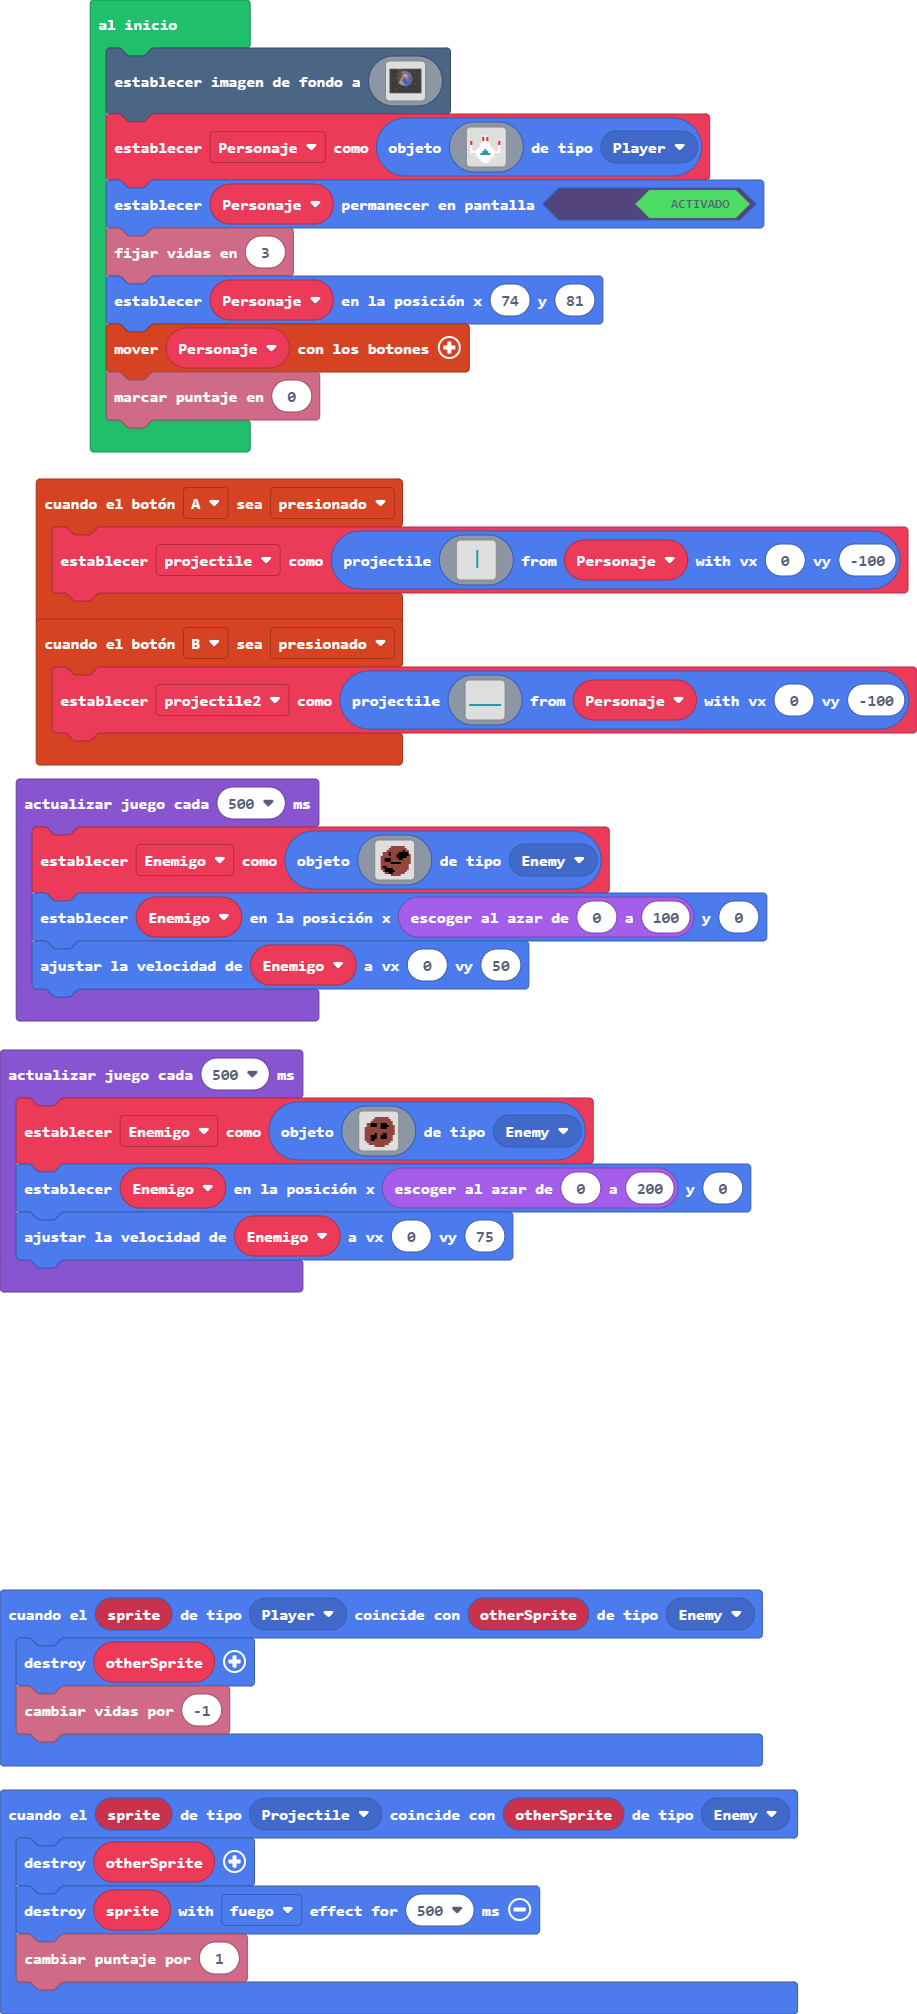 al inicio
establecer imagen de fondo a
establecer Personaje como objeto de tipo Player
establecer Personaje permanecer en pantalla ACTIVADO
fijar vidas en 3
establecer Personaje en la posición x 74 y 81
mover Personaje con los botones
marcar puntaje en 0
cuando el botón A sea presionado
establecer projectile como projectile from Personaje with vx 0 vy -100
cuando el botón B sea presionado
establecer projectile2 como projectile from Personaje with vx 0 vy -100
actualizar juego cada 500 ms
establecer Enemigo como objeto de tipo Enemy
establecer Enemigo en la posición x escoger al azar de 0 a 100 y 0
ajustar la velocidad de Enemigo a vx 0 vy 50
actualizar juego cada 500 ms
establecer Enemigo como objeto de tipo Enemy
establecer Enemigo en la posición x escoger al azar de 0 a 200 y 0
ajustar la velocidad de Enemigo a vx 0 vy 75
cuando el sprite de tipo Player coincide con otherSprite de tipo Enemy
destroy otherSprite
cambiar vidas por -1
cuando el sprite de tipo Projectile coincide con otherSprite de tipo Enemy
destroy otherSprite
destroy sprite with fuego effect for 500 ms
cambiar puntaje por 1